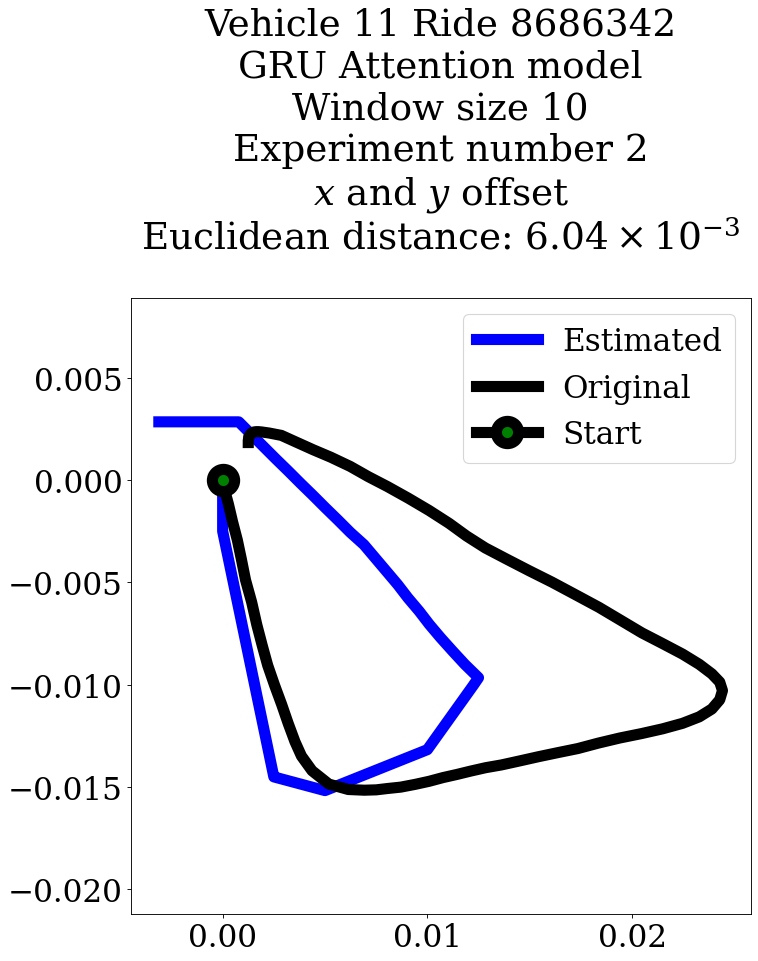 Vehicle 11 Ride 8686342
GRU Attention model
Window size 10
Experiment number 2
x and y offset
Euclidean distance: 6.04 × 10⁻³
Estimated
Original
Start
0.005
0.000
−0.005
−0.010
−0.015
−0.020
0.00 0.01 0.02